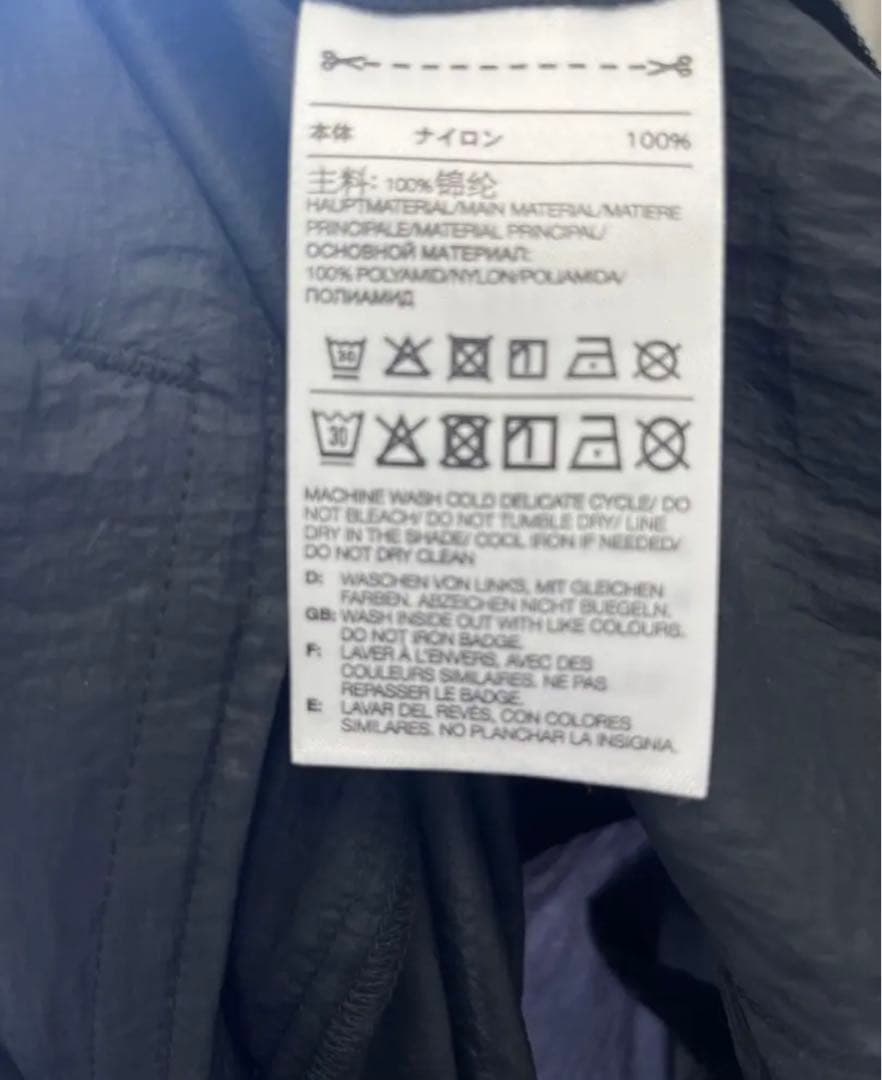 本体 ナイロン 100%
主料: 100%锦纶
HAUPTMATERIAL/MAIN MATERIAL/MATIERE
PRINCIPALE/MATERIAL PRINCIPAL/
ОСНОВНОЙ МАТЕРИАЛ:
100% POLYAMID/NYLON/POLIAMIDA/
ПОЛИАМИД
30
30
MACHINE WASH COLD DELICATE CYCLE/ DO
NOT BLEACH/ DO NOT TUMBLE DRY/ LINE
DRY IN THE SHADE/ COOL IRON IF NEEDED/
DO NOT DRY CLEAN
D: WASCHEN VON LINKS, MIT GLEICHEN
FARBEN. ABZEICHEN NICHT BUEGELN.
GB: WASH INSIDE OUT WITH LIKE COLOURS.
DO NOT IRON BADGE.
F: LAVER À L'ENVERS, AVEC DES
COULEURS SIMILAIRES. NE PAS
REPASSER LE BADGE.
E: LAVAR DEL REVÉS, CON COLORES
SIMILARES. NO PLANCHAR LA INSIGNIA.